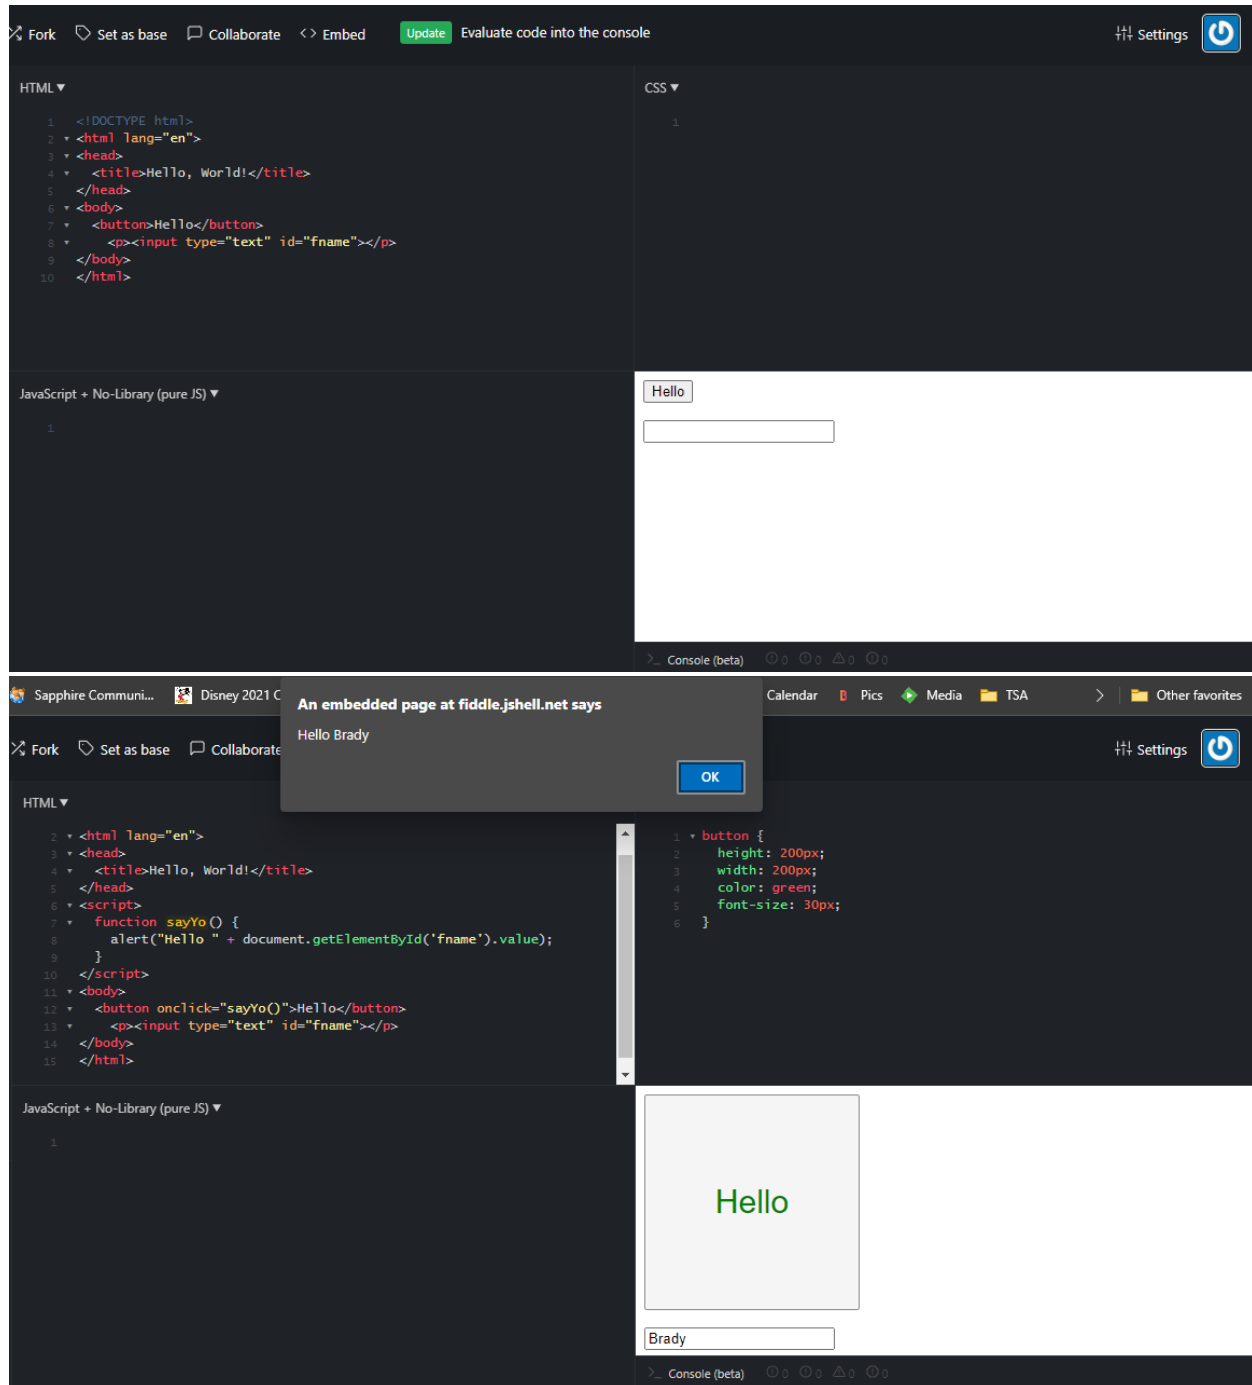 Fork Set as base Collaborate <> Embed Update Evaluate code into the console Settings
HTML ▼
1 <!DOCTYPE html>
2 ▾ <html lang="en">
3 ▾ <head>
4 ▾ <title>Hello, World!</title>
5 </head>
6 ▾ <body>
7 ▾ <button>Hello</button>
8 ▾ <p><input type="text" id="fname"></p>
9 </body>
10 </html>
CSS ▼
1
JavaScript + No-Library (pure JS) ▼
1
Hello
>_ Console (beta) 0 0 0 0
Sapphire Communi... Disney 2021 C Calendar B Pics Media TSA > Other favorites
An embedded page at fiddle.jshell.net says
Hello Brady
OK
Fork Set as base Collaborate Settings
HTML ▼
2 ▾ <html lang="en">
3 ▾ <head>
4 ▾ <title>Hello, World!</title>
5 </head>
6 ▾ <script>
7 ▾ function sayYo() {
8 alert("Hello " + document.getElementById('fname').value);
9 }
10 </script>
11 ▾ <body>
12 ▾ <button onclick="sayYo()">Hello</button>
13 ▾ <p><input type="text" id="fname"></p>
14 </body>
15 </html>
1 ▾ button {
2 height: 200px;
3 width: 200px;
4 color: green;
5 font-size: 30px;
6 }
JavaScript + No-Library (pure JS) ▼
1
Hello
Brady
>_ Console (beta) 0 0 0 0